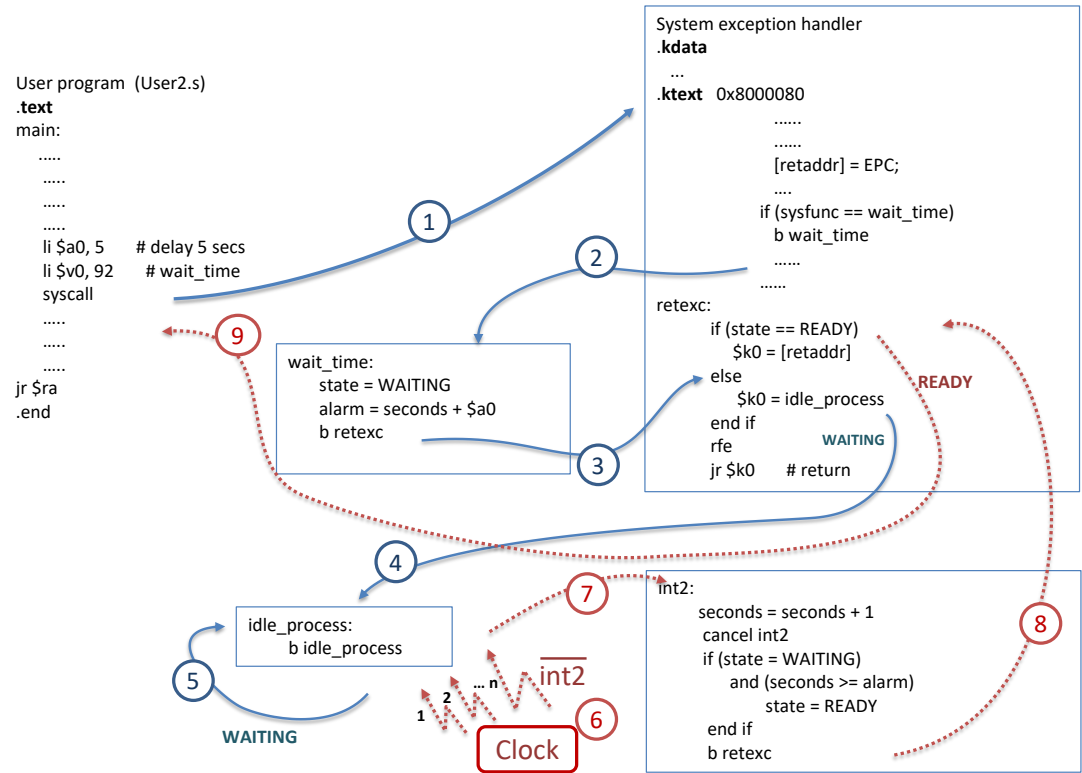 User program (User2.s)
.text
main:
.....
.....
.....
.....
li $a0, 5 # delay 5 secs
li $v0, 92 # wait_time
syscall
.....
.....
.....
jr $ra
.end
1
System exception handler
.kdata
...
.ktext 0x8000080
......
......
[retaddr] = EPC;
....
if (sysfunc == wait_time)
b wait_time
......
......
retexc:
if (state == READY)
$k0 = [retaddr]
else
$k0 = idle_process
end if
rfe
jr $k0 # return
READY
WAITING
2
9
wait_time:
state = WAITING
alarm = seconds + $a0
b retexc
3
4
idle_process:
b idle_process
5
WAITING
1
2
... n
int2
6
Clock
7
int2:
seconds = seconds + 1
cancel int2
if (state = WAITING)
and (seconds >= alarm)
state = READY
end if
b retexc
8